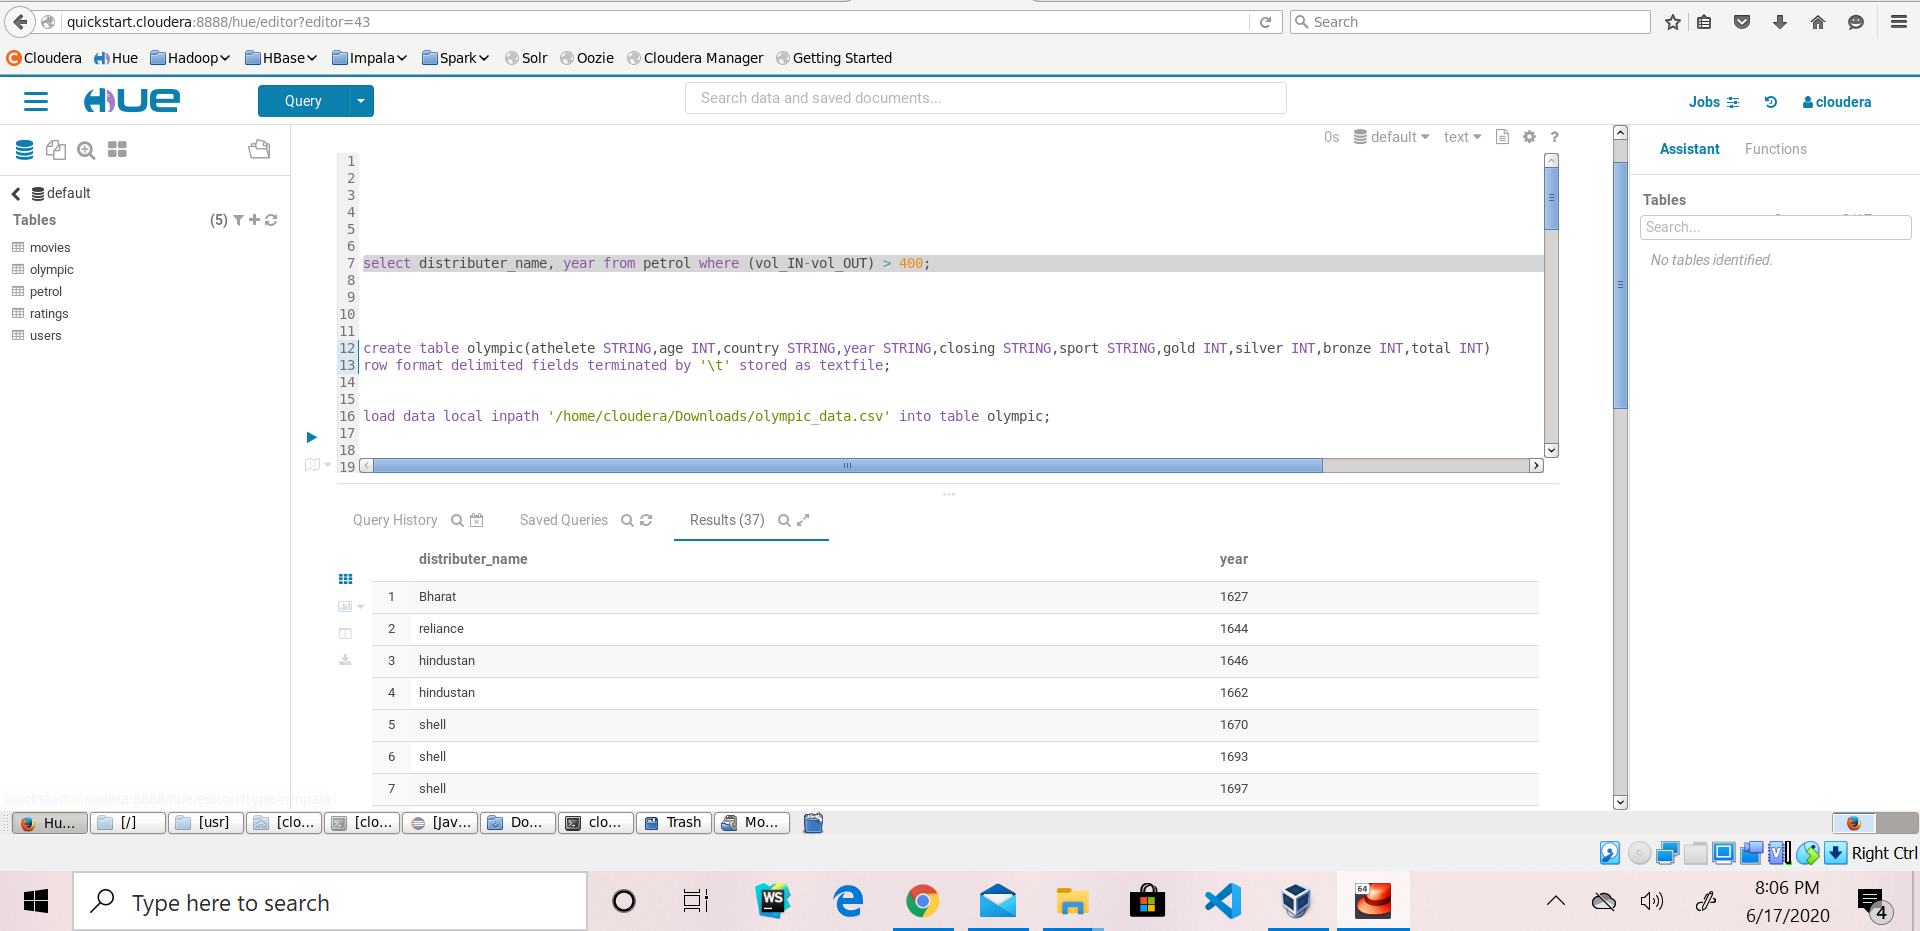 quickstart.cloudera:8888/hue/editor?editor=43
Search
Cloudera Hue Hadoop HBase Impala Spark Solr Oozie Cloudera Manager Getting Started
HUE
Query
Search data and saved documents...
Jobs
cloudera
0s default text ?
Assistant Functions
default
Tables (5)
movies
olympic
petrol
ratings
users
1
2
3
4
5
6
7 select distributer_name, year from petrol where (vol_IN-vol_OUT) > 400;
8
9
10
11
12 create table olympic(athelete STRING,age INT,country STRING,year STRING,closing STRING,sport STRING,gold INT,silver INT,bronze INT,total INT)
13 row format delimited fields terminated by '\t' stored as textfile;
14
15
16 load data local inpath '/home/cloudera/Downloads/olympic_data.csv' into table olympic;
17
18
19
Tables
Search...
No tables identified.
Query History Saved Queries Results (37)
distributer_name year
1 Bharat 1627
2 reliance 1644
3 hindustan 1646
4 hindustan 1662
5 shell 1670
6 shell 1693
7 shell 1697
quickstart.cloudera:8888/hue/editor/?type=impala
Hu... [/] [usr] [clo... [clo... [Jav... Do... clo... Trash Mo...
Right Ctrl
Type here to search
WS
64
8:06 PM
6/17/2020
4